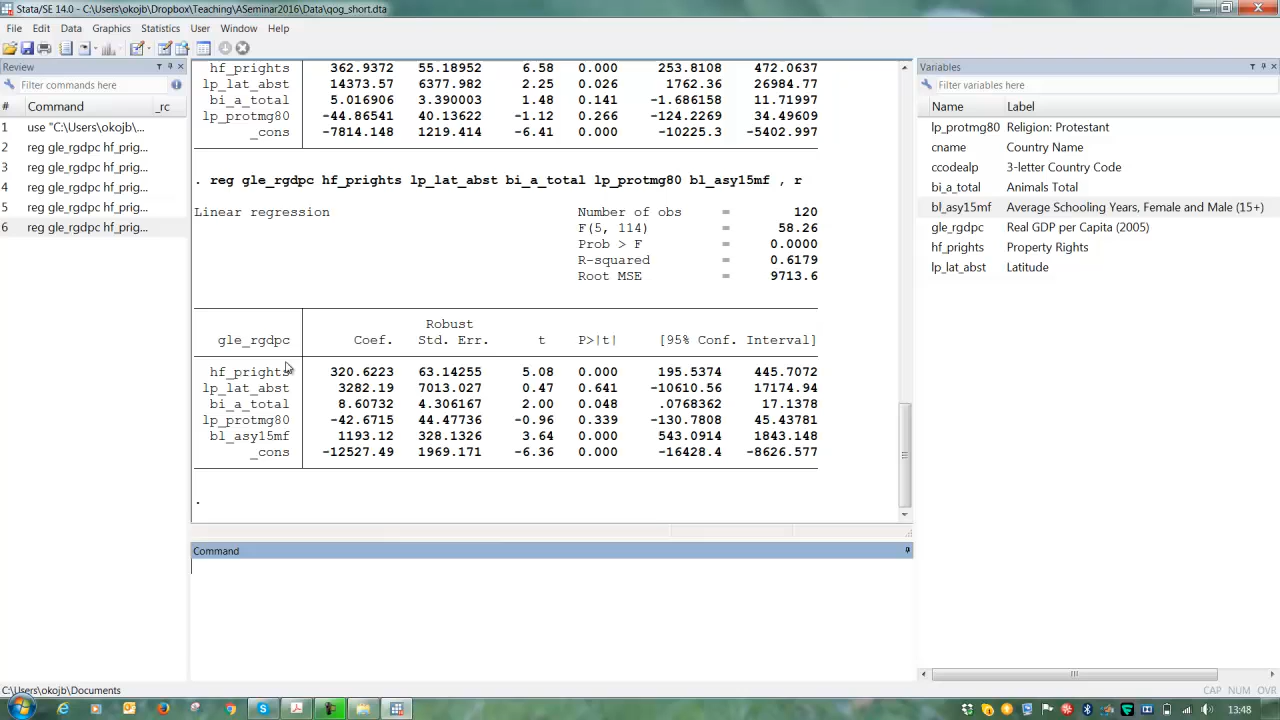 Stata/SE 14.0 - C:\Users\okojb\Dropbox\Teaching\ASeminar2016\Data\qog_short.dta
File Edit Data Graphics Statistics User Window Help
Review
Filter commands here
# Command _rc
1 use "C:\Users\okojb\...
2 reg gle_rgdpc hf_prig...
3 reg gle_rgdpc hf_prig...
4 reg gle_rgdpc hf_prig...
5 reg gle_rgdpc hf_prig...
6 reg gle_rgdpc hf_prig...
hf_prights 362.9372 55.18952 6.58 0.000 253.8108 472.0637
lp_lat_abst 14373.57 6377.982 2.25 0.026 1762.36 26984.77
bi_a_total 5.016906 3.390003 1.48 0.141 -1.686158 11.71997
lp_protmg80 -44.86541 40.13622 -1.12 0.266 -124.2269 34.49609
_cons -7814.148 1219.414 -6.41 0.000 -10225.3 -5402.997
. reg gle_rgdpc hf_prights lp_lat_abst bi_a_total lp_protmg80 bl_asy15mf , r
Linear regression Number of obs = 120
F(5, 114) = 58.26
Prob > F = 0.0000
R-squared = 0.6179
Root MSE = 9713.6
Robust
gle_rgdpc Coef. Std. Err. t P>|t| [95% Conf. Interval]
hf_prights 320.6223 63.14255 5.08 0.000 195.5374 445.7072
lp_lat_abst 3282.19 7013.027 0.47 0.641 -10610.56 17174.94
bi_a_total 8.60732 4.306167 2.00 0.048 .0768362 17.1378
lp_protmg80 -42.6715 44.47736 -0.96 0.339 -130.7808 45.43781
bl_asy15mf 1193.12 328.1326 3.64 0.000 543.0914 1843.148
_cons -12527.49 1969.171 -6.36 0.000 -16428.4 -8626.577
.
Command
Variables
Filter variables here
Name Label
lp_protmg80 Religion: Protestant
cname Country Name
ccodealp 3-letter Country Code
bi_a_total Animals Total
bl_asy15mf Average Schooling Years, Female and Male (15+)
gle_rgdpc Real GDP per Capita (2005)
hf_prights Property Rights
lp_lat_abst Latitude
C:\Users\okojb\Documents
CAP NUM OVR
13:48